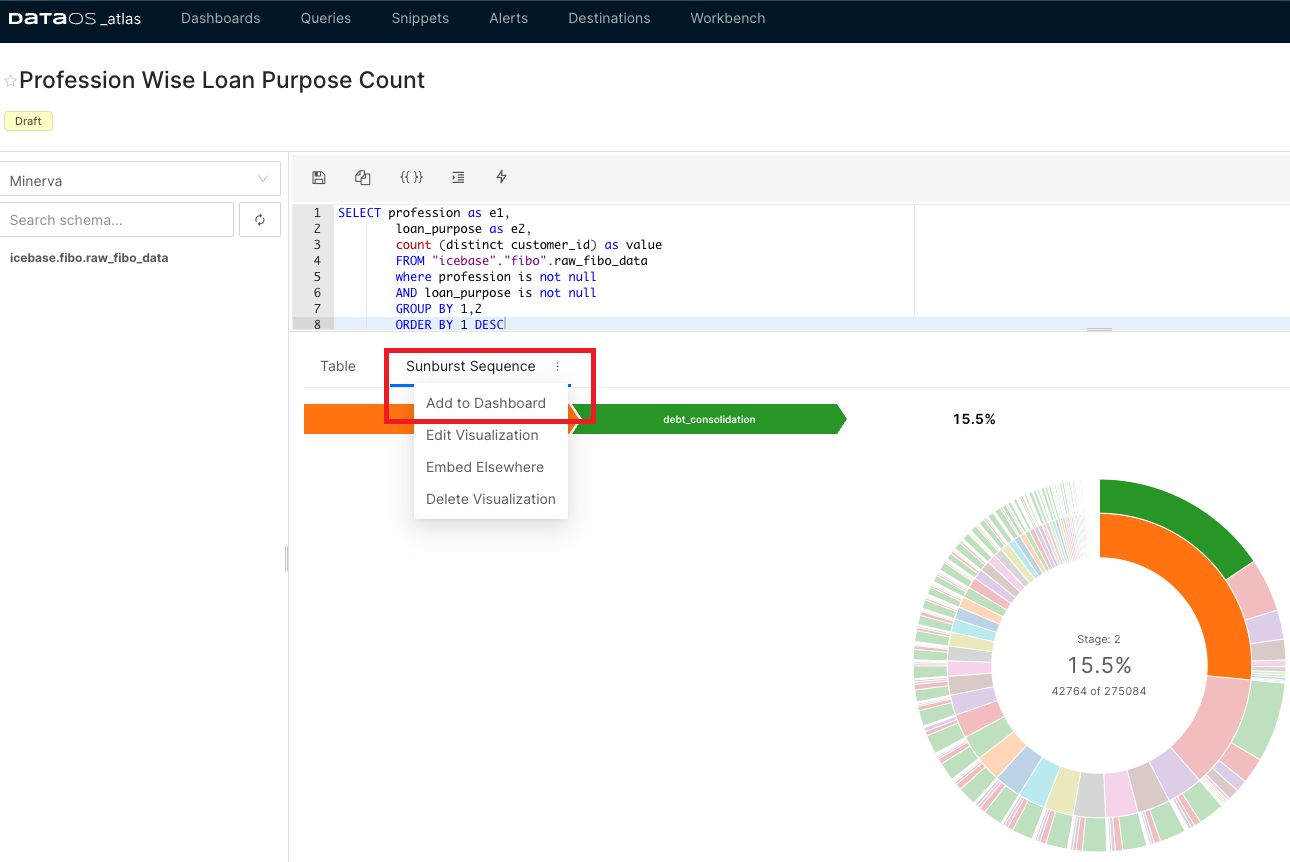 DATAOS _atlas Dashboards Queries Snippets Alerts Destinations Workbench
Profession Wise Loan Purpose Count
Draft
Minerva
Search schema...
icebase.fibo.raw_fibo_data
{{ }}
1 SELECT profession as e1,
2 loan_purpose as e2,
3 count (distinct customer_id) as value
4 FROM "icebase"."fibo".raw_fibo_data
5 where profession is not null
6 AND loan_purpose is not null
7 GROUP BY 1,2
8 ORDER BY 1 DESC
Table Sunburst Sequence
Add to Dashboard
Edit Visualization
Embed Elsewhere
Delete Visualization
debt_consolidation 15.5%
Stage: 2
15.5%
42764 of 275084